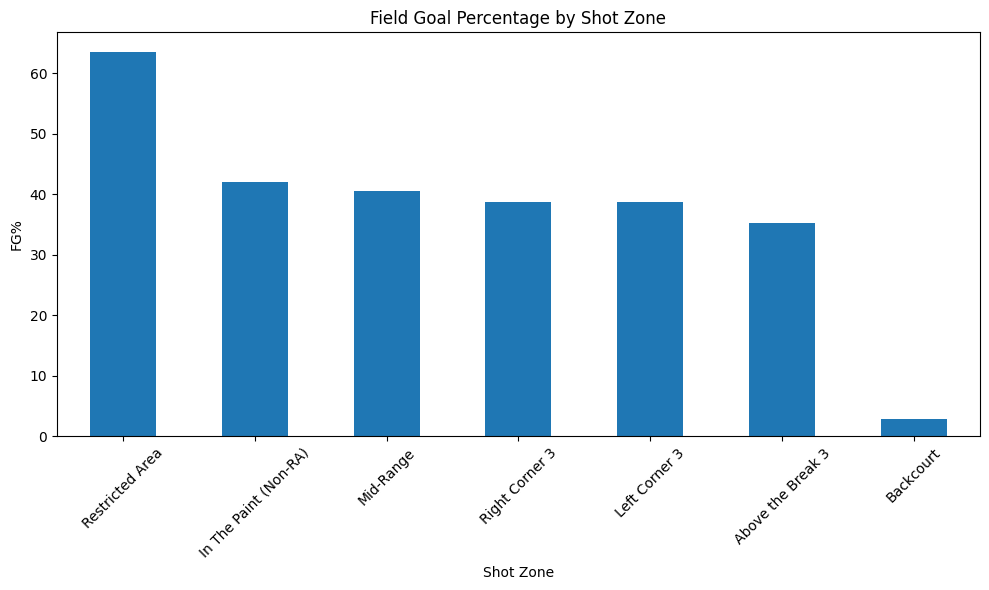 Field Goal Percentage by Shot Zone
FG%
60
50
40
30
20
10
0
Restricted Area
In The Paint (Non-RA)
Mid-Range
Right Corner 3
Left Corner 3
Above the Break 3
Backcourt
Shot Zone